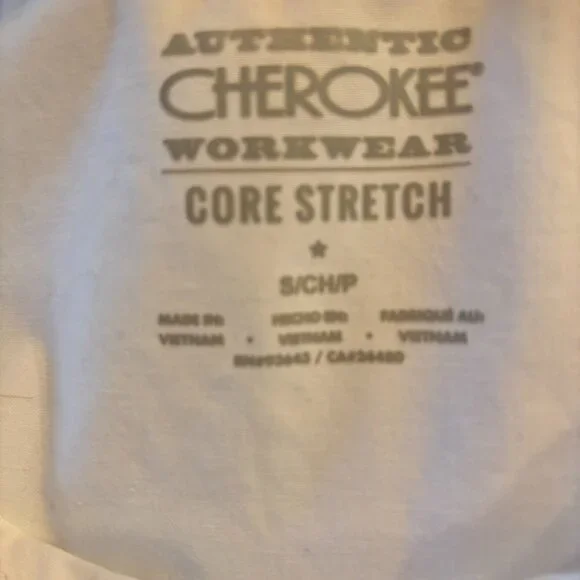 AUTHENTIC
CHEROKEE®
WORKWEAR
CORE STRETCH
S/CH/P
MADE IN: HECHO EN: FABRIQUÉ AU:
VIETNAM • VIETNAM • VIETNAM